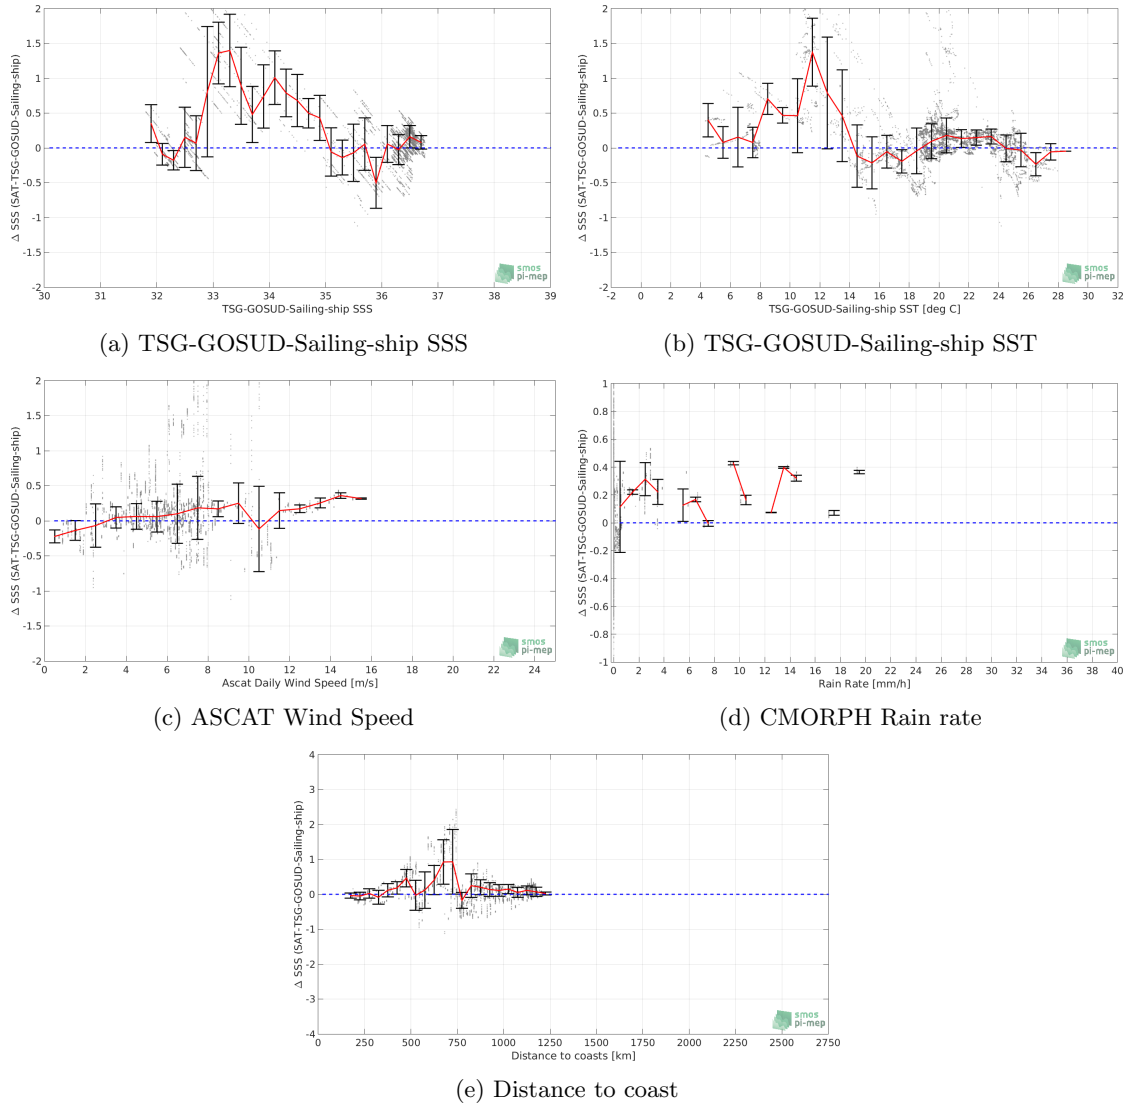 2
1.5
1
0.5
0
-0.5
-1
-1.5
-2
Δ SSS (SAT-TSG-GOSUD-Sailing-ship)
30 31 32 33 34 35 36 37 38 39
TSG-GOSUD-Sailing-ship SSS
smos
pi-mep
(a) TSG-GOSUD-Sailing-ship SSS
2
1.5
1
0.5
0
-0.5
-1
-1.5
-2
Δ SSS (SAT-TSG-GOSUD-Sailing-ship)
-2 0 2 4 6 8 10 12 14 16 18 20 22 24 26 28 30 32
TSG-GOSUD-Sailing-ship SST [deg C]
smos
pi-mep
(b) TSG-GOSUD-Sailing-ship SST
2
1.5
1
0.5
0
-0.5
-1
-1.5
-2
Δ SSS (SAT-TSG-GOSUD-Sailing-ship)
0 2 4 6 8 10 12 14 16 18 20 22 24
Ascat Daily Wind Speed [m/s]
smos
pi-mep
(c) ASCAT Wind Speed
1
0.8
0.6
0.4
0.2
0
-0.2
-0.4
-0.6
-0.8
-1
Δ SSS (SAT-TSG-GOSUD-Sailing-ship)
0 2 4 6 8 10 12 14 16 18 20 22 24 26 28 30 32 34 36 38 40
Rain Rate [mm/h]
smos
pi-mep
(d) CMORPH Rain rate
4
3
2
1
0
-1
-2
-3
-4
Δ SSS (SAT-TSG-GOSUD-Sailing-ship)
0 250 500 750 1000 1250 1500 1750 2000 2250 2500 2750
Distance to coasts [km]
smos
pi-mep
(e) Distance to coast